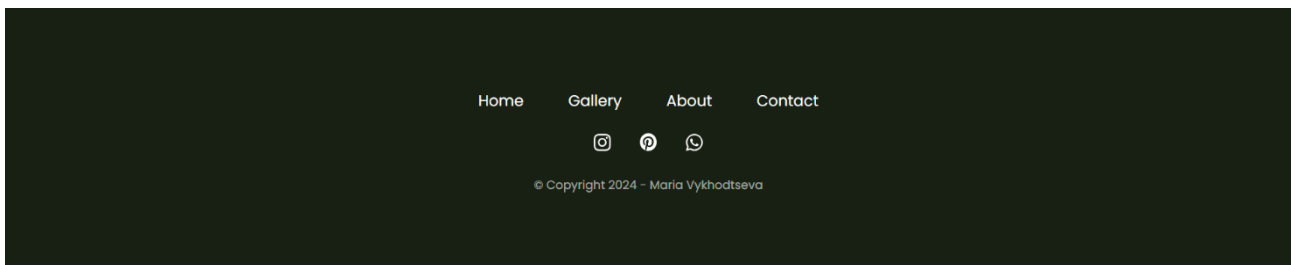 Home Gallery About Contact
© Copyright 2024 - Maria Vykhodtseva